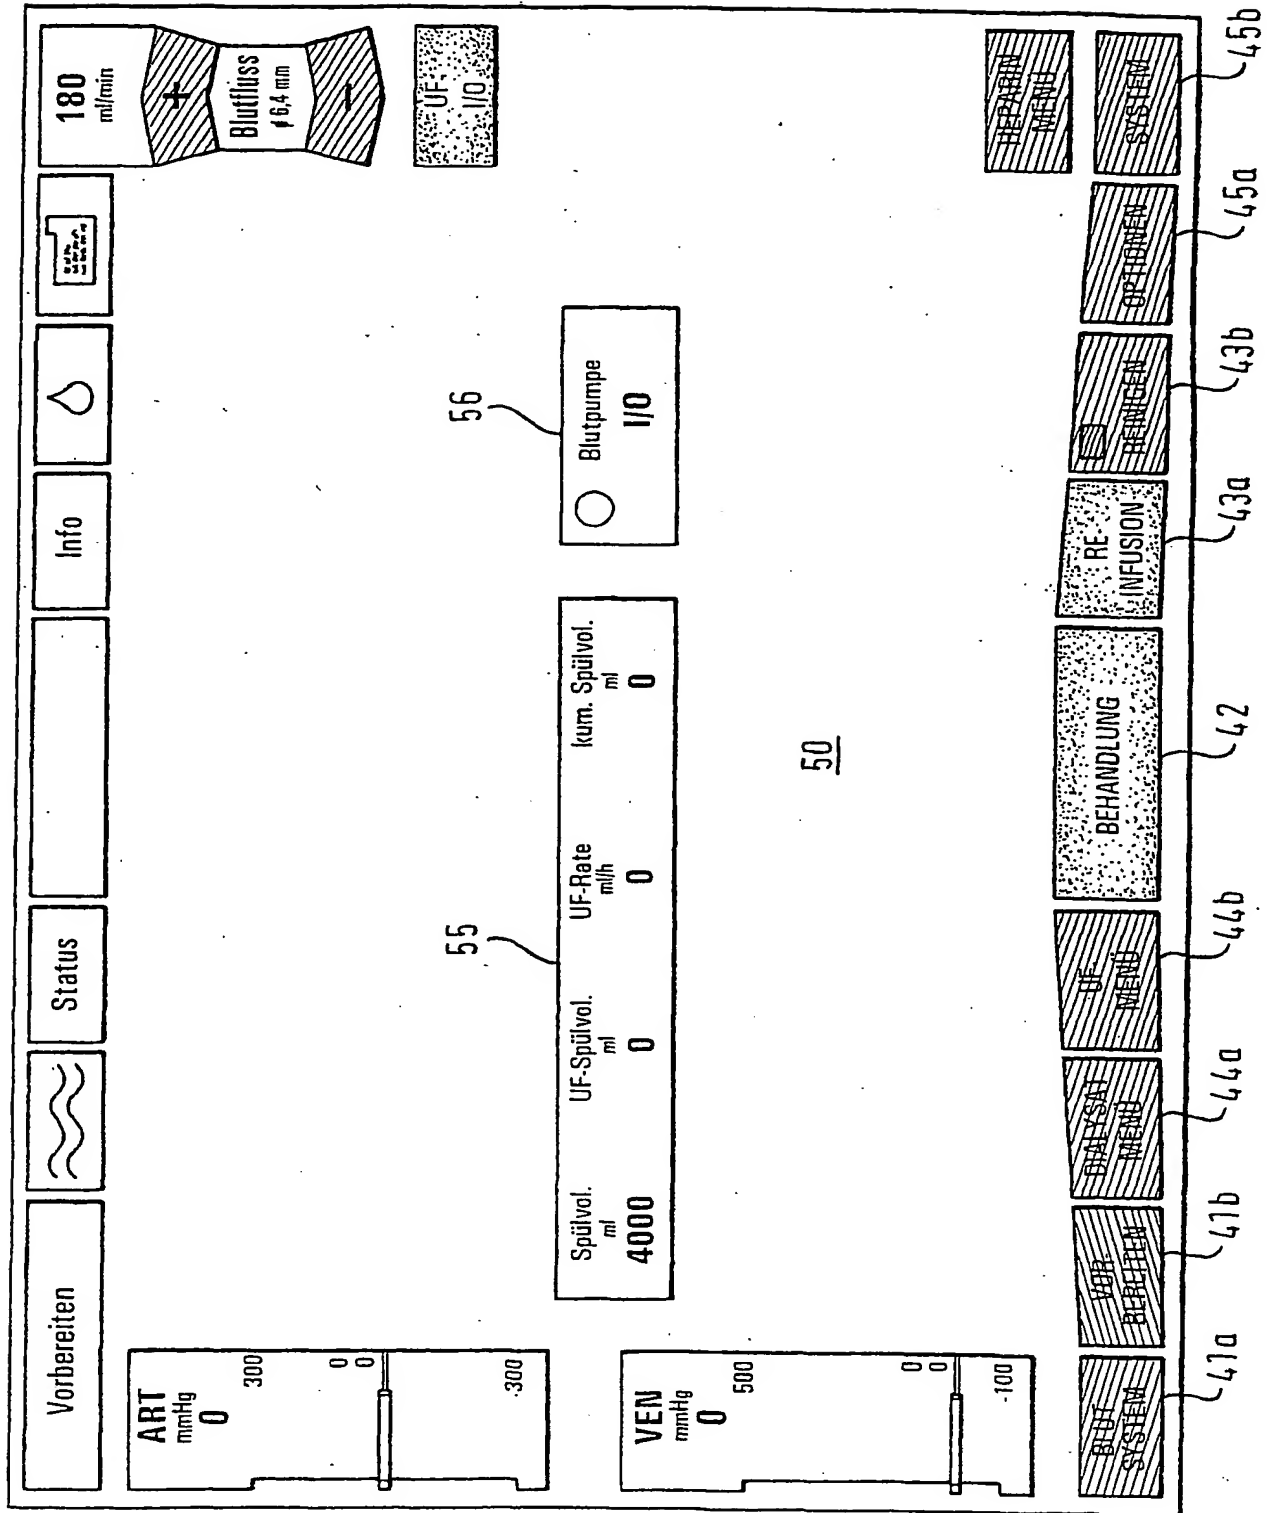 Vorbereiten
Status
Info
180
ml/min
+
Blutfluss
ø 6,4 mm
−
UF
I/O
ART
mmHg
0
300
0
0
-300
VEN
mmHg
0
500
0
0
-100
55
Spülvol.
ml
4000
UF-Spülvol.
ml
0
UF-Rate
ml/h
0
kum. Spülvol.
ml
0
56
Blutpumpe
I/O
50
HEPARIN
MENÜ
BLUT
SYSTEM
VOR-
BEREITEN
DIALYSAT
MENÜ
UF-
MENÜ
BEHANDLUNG
RE-
INFUSION
REINIGEN
OPTIONEN
SYSTEM
41a
41b
44a
44b
42
43a
43b
45a
45b